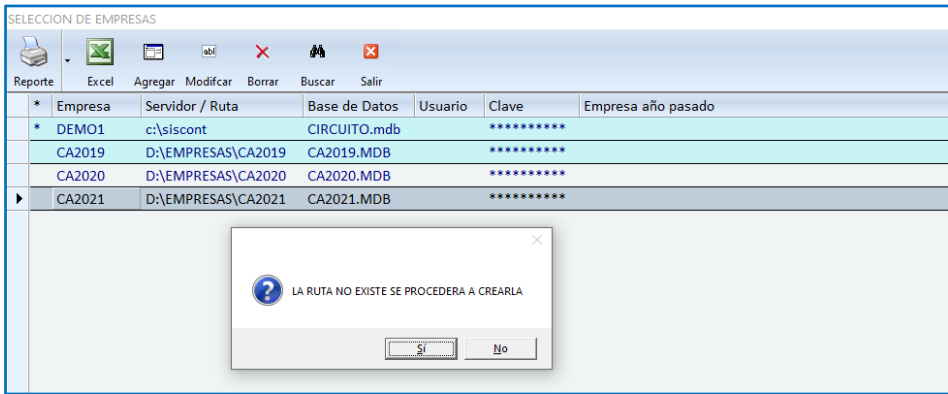 SELECCION DE EMPRESAS
abl
Reporte Excel Agregar Modifcar Borrar Buscar Salir
* Empresa Servidor / Ruta Base de Datos Usuario Clave Empresa año pasado
* DEMO1 c:\siscont CIRCUITO.mdb **********
CA2019 D:\EMPRESAS\CA2019 CA2019.MDB **********
CA2020 D:\EMPRESAS\CA2020 CA2020.MDB **********
CA2021 D:\EMPRESAS\CA2021 CA2021.MDB **********
LA RUTA NO EXISTE SE PROCEDERA A CREARLA
Sí No